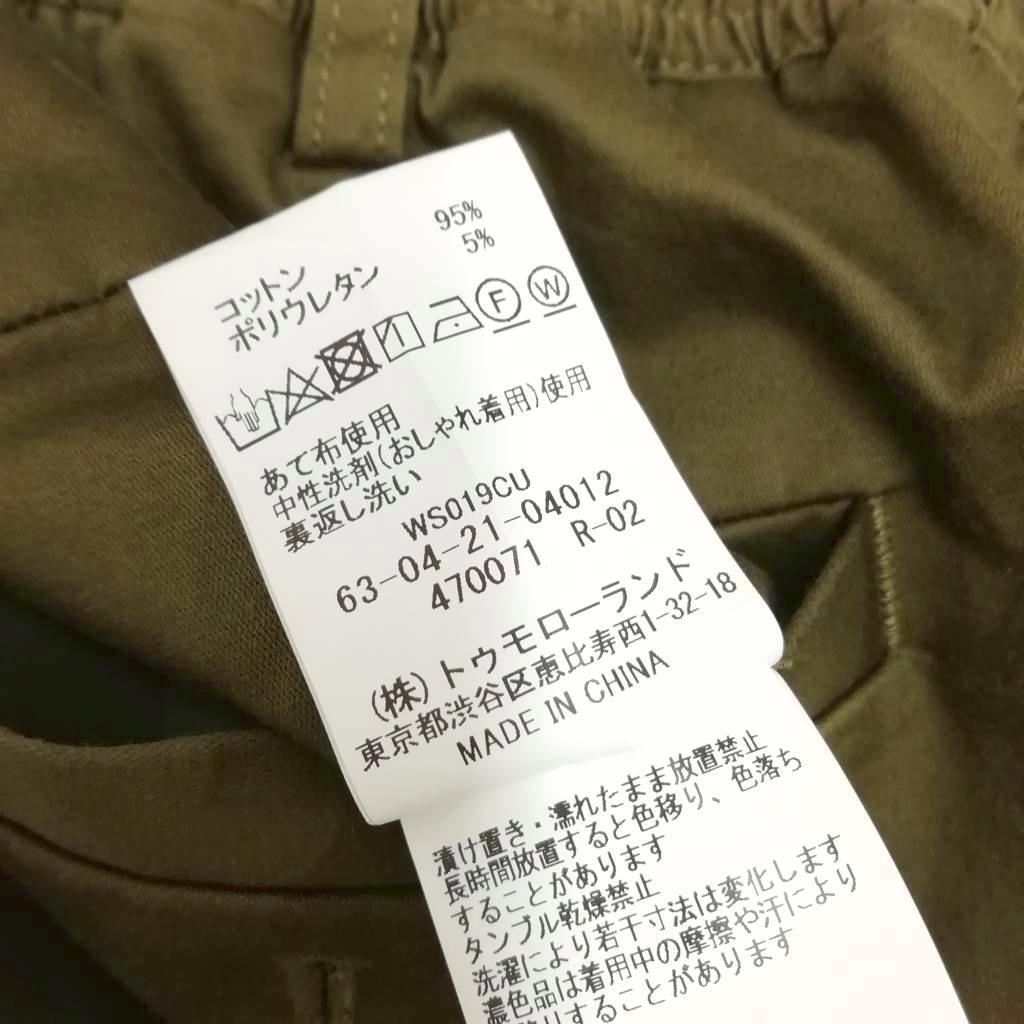 コットン 95%
ポリウレタン 5%
F W
あて布使用
中性洗剤(おしゃれ着用)使用
裏返し洗い
WS019CU
63-04-21-04012
470071 R-02
(株)トゥモローランド
東京都渋谷区恵比寿西1-32-18
MADE IN CHINA
漬け置き・濡れたまま放置禁止
長時間放置すると色移り、色落ち
することがあります
タンブル乾燥禁止
洗濯により若干寸法は変化します
濃色品は着用中の摩擦や汗により
することがあります